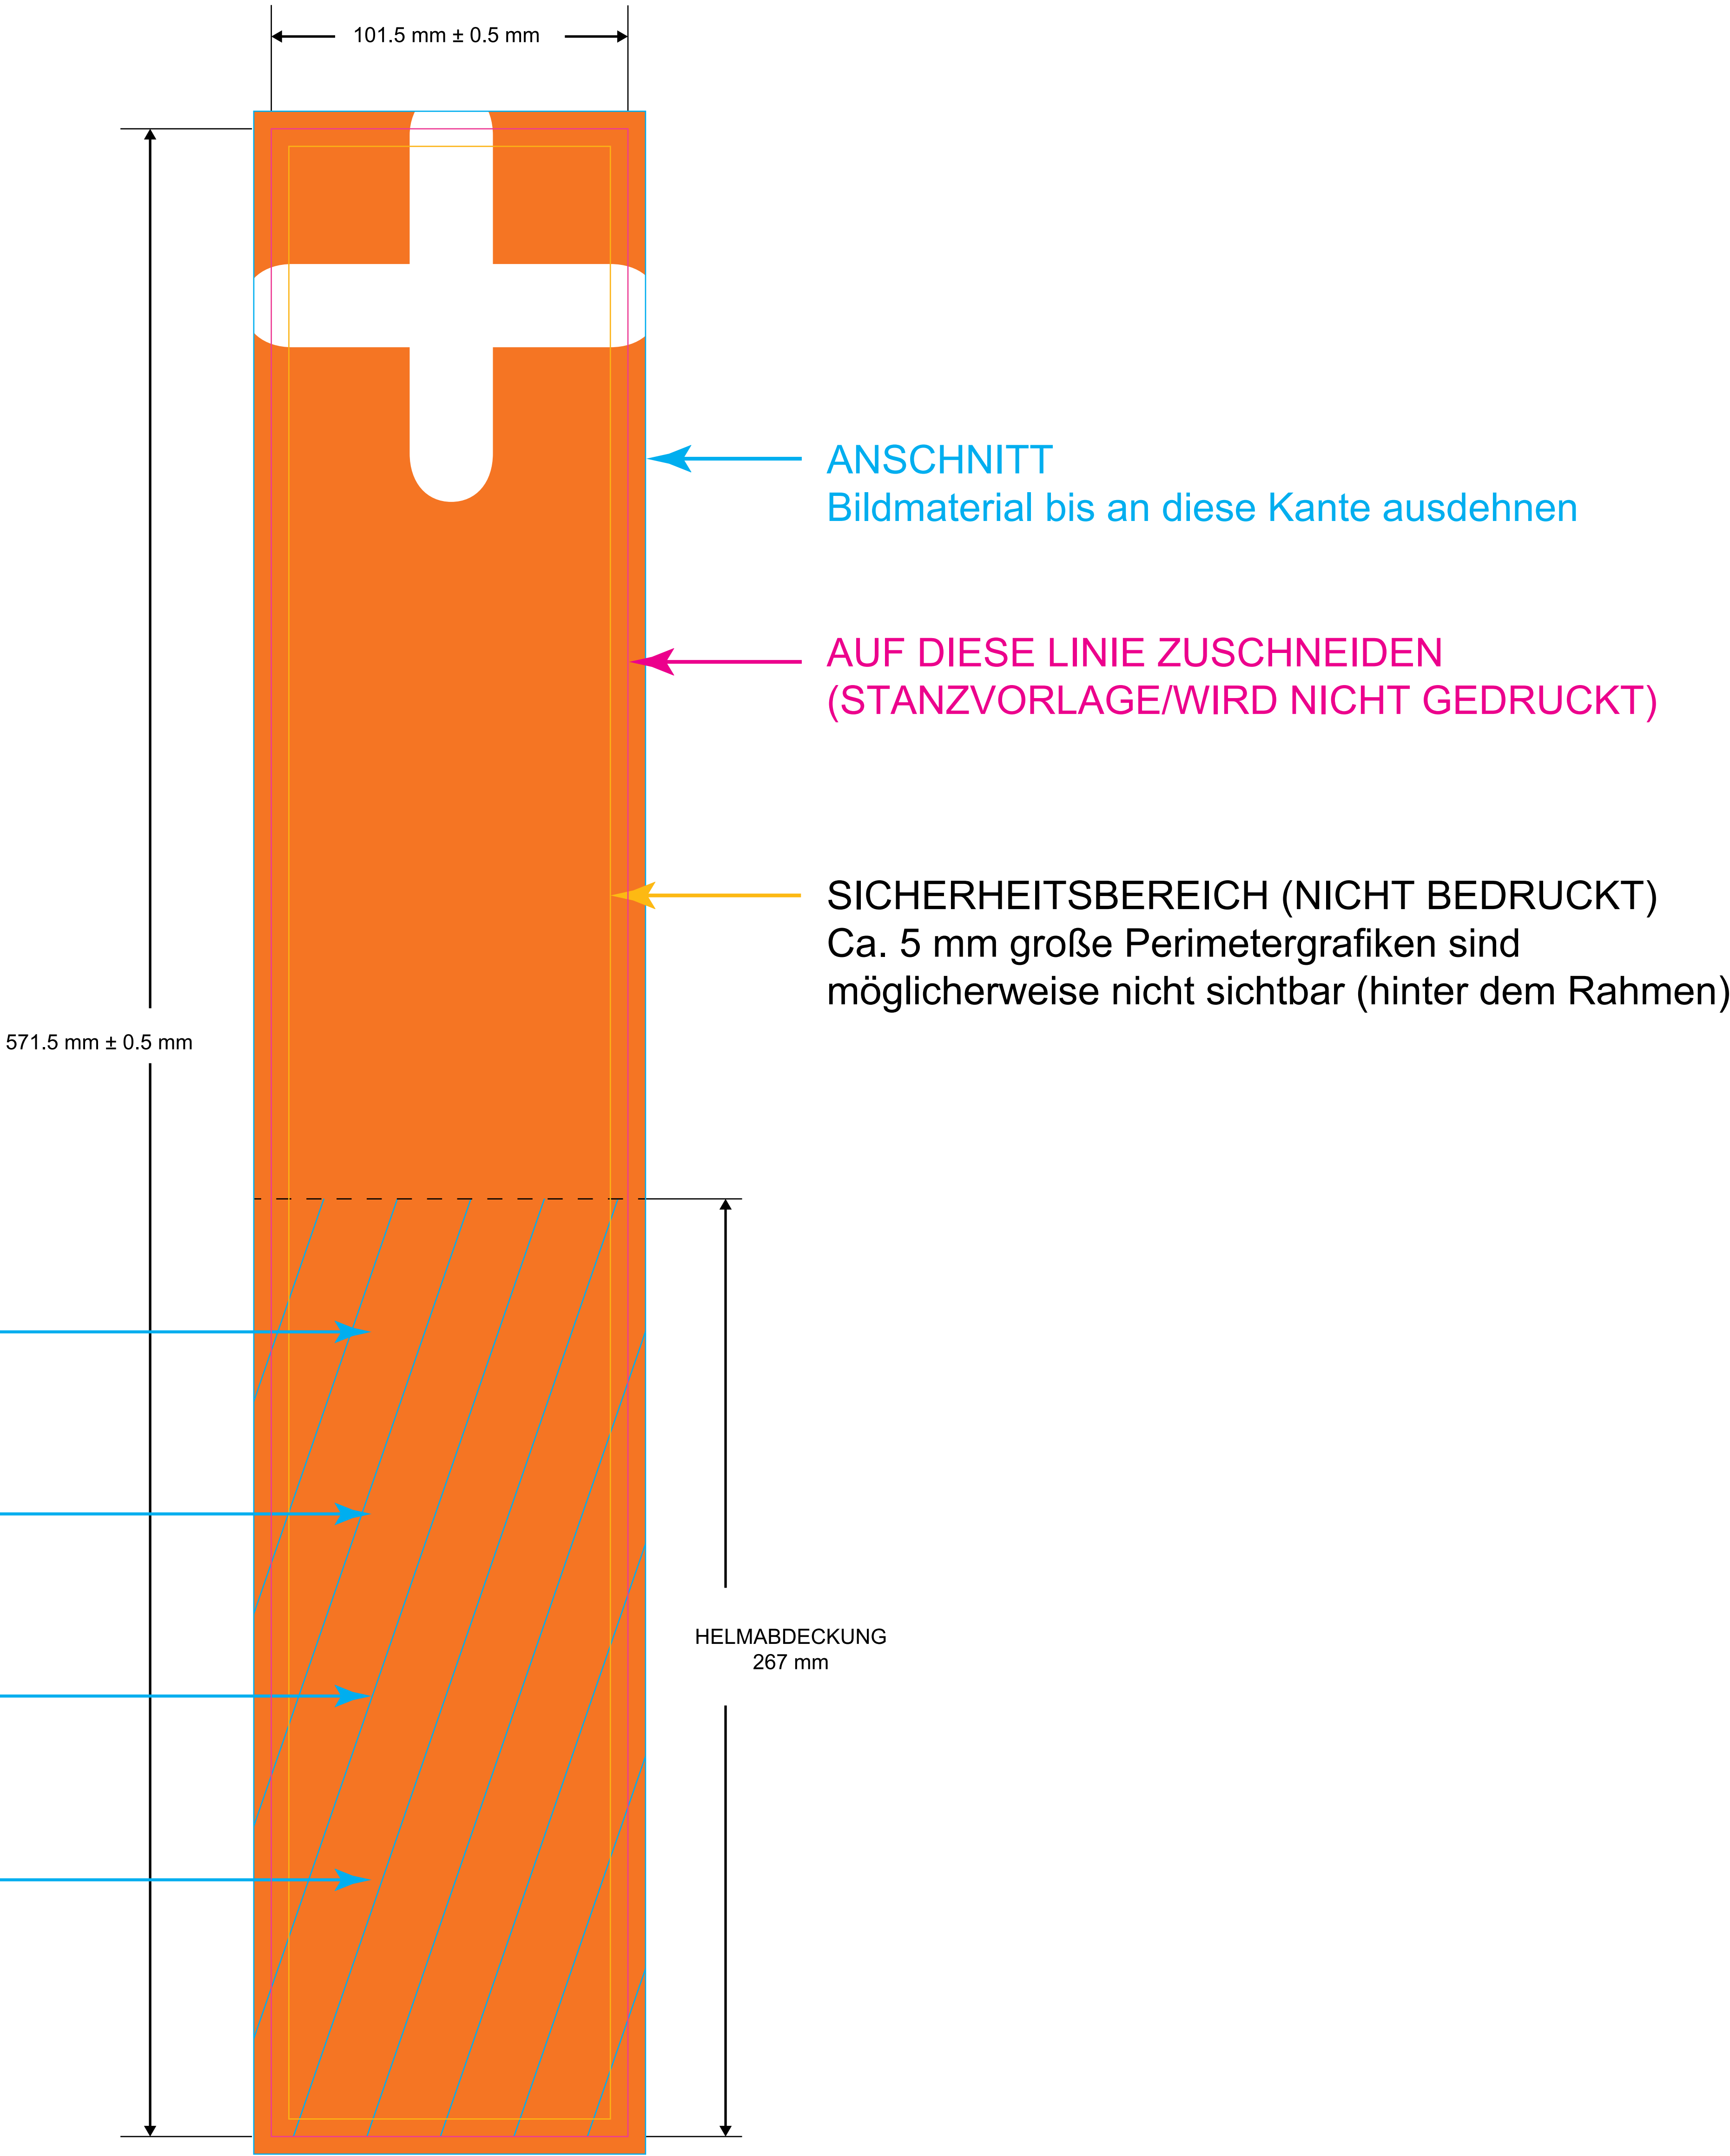 101.5 mm ± 0.5 mm
ANSCHNITT
Bildmaterial bis an diese Kante ausdehnen
AUF DIESE LINIE ZUSCHNEIDEN
(STANZVORLAGE/WIRD NICHT GEDRUCKT)
SICHERHEITSBEREICH (NICHT BEDRUCKT)
Ca. 5 mm große Perimetergrafiken sind
möglicherweise nicht sichtbar (hinter dem Rahmen)
571.5 mm ± 0.5 mm
HELMABDECKUNG
267 mm